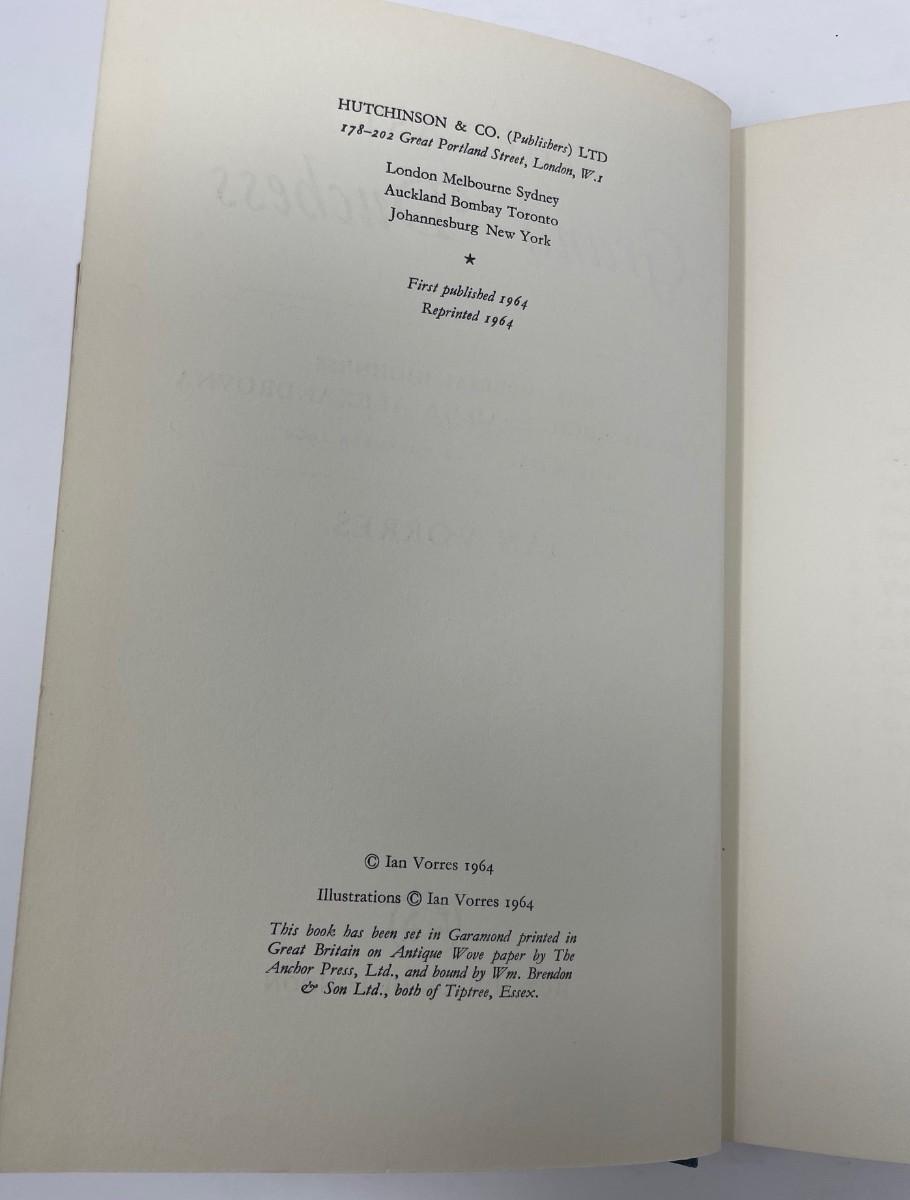 HUTCHINSON & CO. (Publishers) LTD
178–202 Great Portland Street, London, W.1
London Melbourne Sydney
Auckland Bombay Toronto
Johannesburg New York
★
First published 1964
Reprinted 1964
© Ian Vorres 1964
Illustrations © Ian Vorres 1964
This book has been set in Garamond printed in
Great Britain on Antique Wove paper by The
Anchor Press, Ltd., and bound by Wm. Brendon
& Son Ltd., both of Tiptree, Essex.